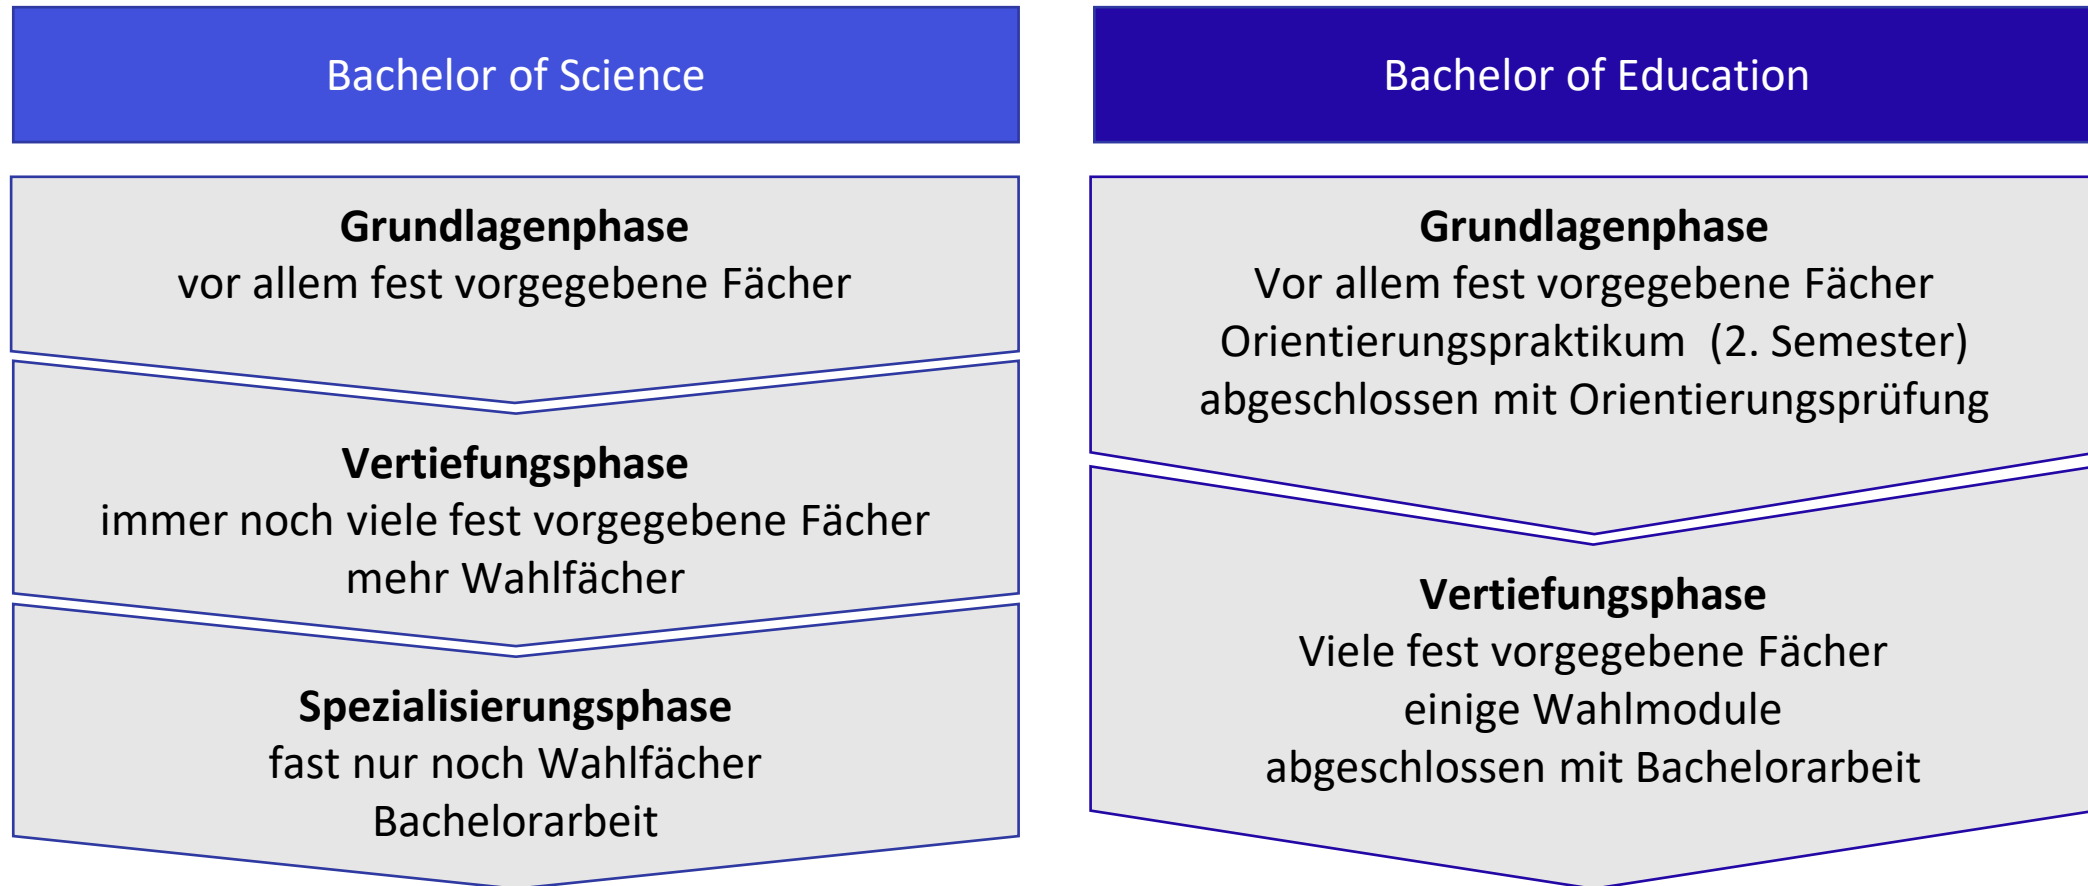 Bachelor of Science
Grundlagenphase
vor allem fest vorgegebene Fächer
Vertiefungsphase
immer noch viele fest vorgegebene Fächer
mehr Wahlfächer
Spezialisierungsphase
fast nur noch Wahlfächer
Bachelorarbeit
Bachelor of Education
Grundlagenphase
Vor allem fest vorgegebene Fächer
Orientierungspraktikum  (2. Semester)
abgeschlossen mit Orientierungsprüfung
Vertiefungsphase
Viele fest vorgegebene Fächer
einige Wahlmodule
abgeschlossen mit Bachelorarbeit